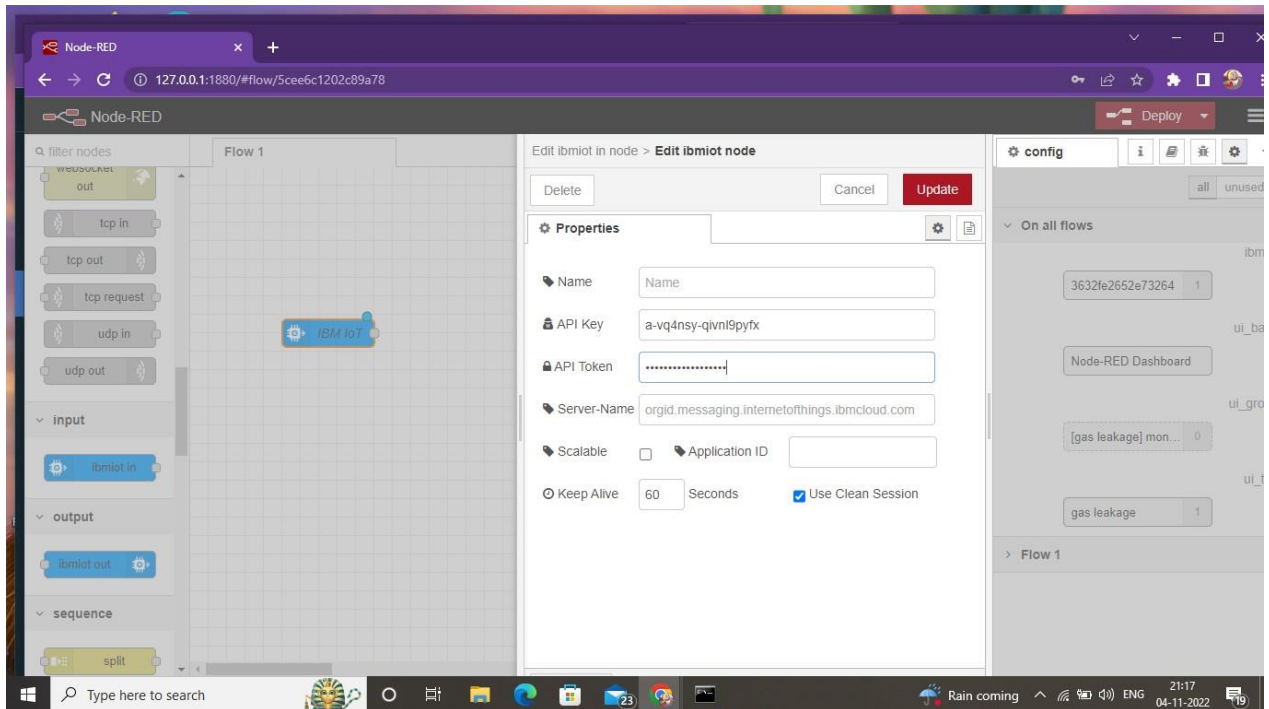 Node-RED
127.0.0.1:1880/#flow/5cee6c1202c89a78
Node-RED
Deploy
filter nodes
Flow 1
Edit ibmiot in node > Edit ibmiot node
config
i
websocket
out
Delete
Cancel
Update
all
unused
tcp in
Properties
On all flows
tcp out
ibm
tcp request
Name
Name
3632fe2652e73264
1
udp in
IBM IoT
API Key
a-vq4nsy-qivnl9pyfx
ui_ba
udp out
API Token
••••••••••••••••••
Node-RED Dashboard
input
Server-Name
orgid.messaging.internetofthings.ibmcloud.com
ui_gro
[gas leakage] mon...
0
ibmiot in
Scalable
Application ID
ui_t
Keep Alive
60
Seconds
Use Clean Session
output
gas leakage
1
ibmiot out
Flow 1
sequence
split
Type here to search
23
Rain coming
ENG
21:17
04-11-2022
19